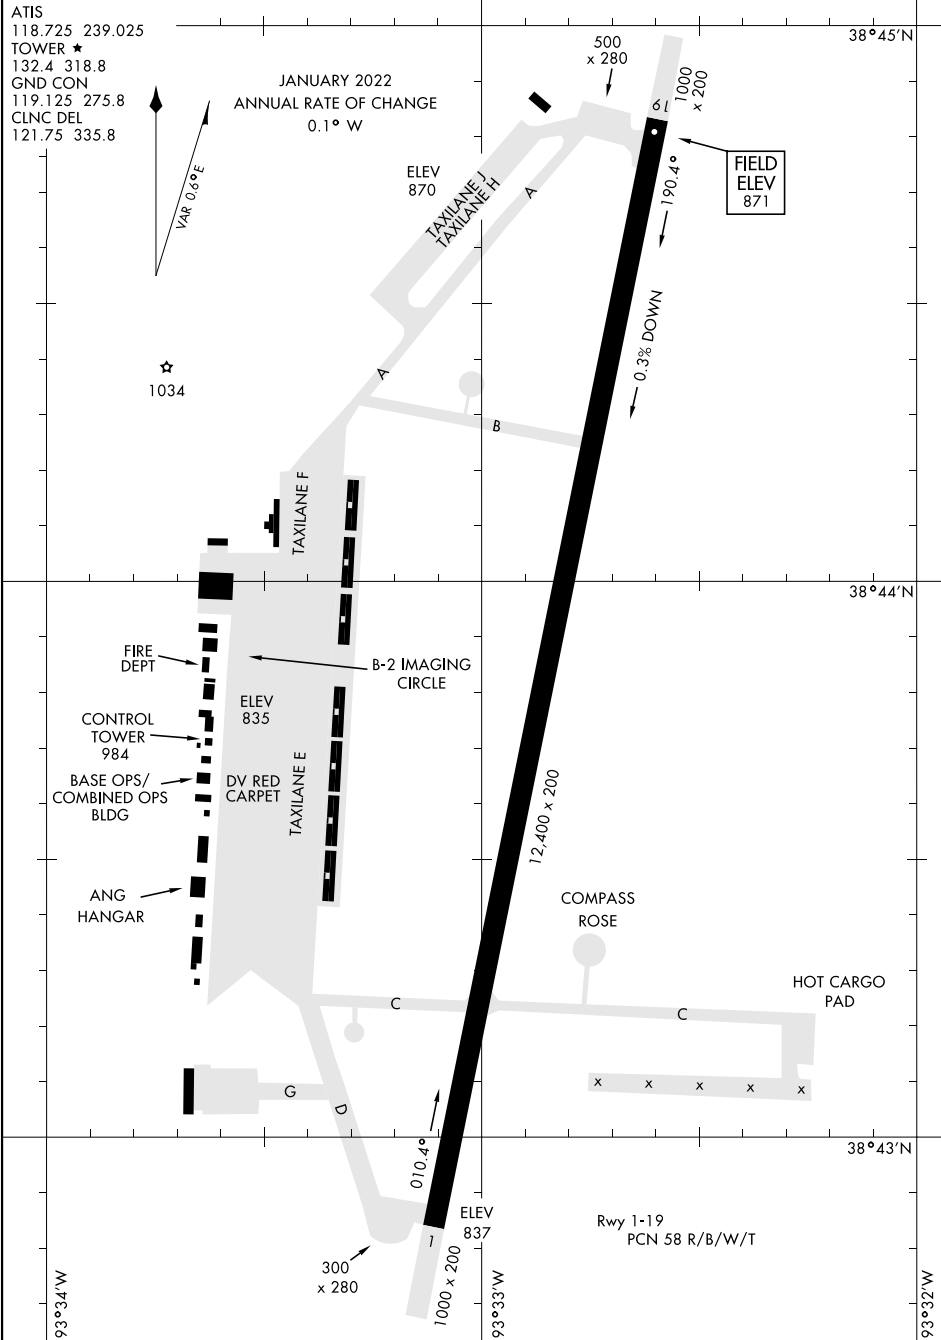 ATIS
118.725 239.025
TOWER ★
132.4 318.8
GND CON
119.125 275.8
CLNC DEL
121.75 335.8
JANUARY 2022
ANNUAL RATE OF CHANGE
0.1° W
VAR 0.6° E
500
x 280
1000
x 200
38°45'N
19
FIELD
ELEV
871
190.4°
ELEV
870
TAXILANE J
TAXILANE H
A
0.3% DOWN
1034
A
B
TAXILANE F
38°44'N
FIRE
DEPT
B-2 IMAGING
CIRCLE
ELEV
835
CONTROL
TOWER
984
BASE OPS/
COMBINED OPS
BLDG
DV RED
CARPET
TAXILANE E
12,400 x 200
ANG
HANGAR
COMPASS
ROSE
HOT CARGO
PAD
C
C
x x x x x
G
D
010.4°
38°43'N
ELEV
837
1
1000 x 200
300
x 280
Rwy 1-19
PCN 58 R/B/W/T
93°34'W
93°33'W
93°32'W